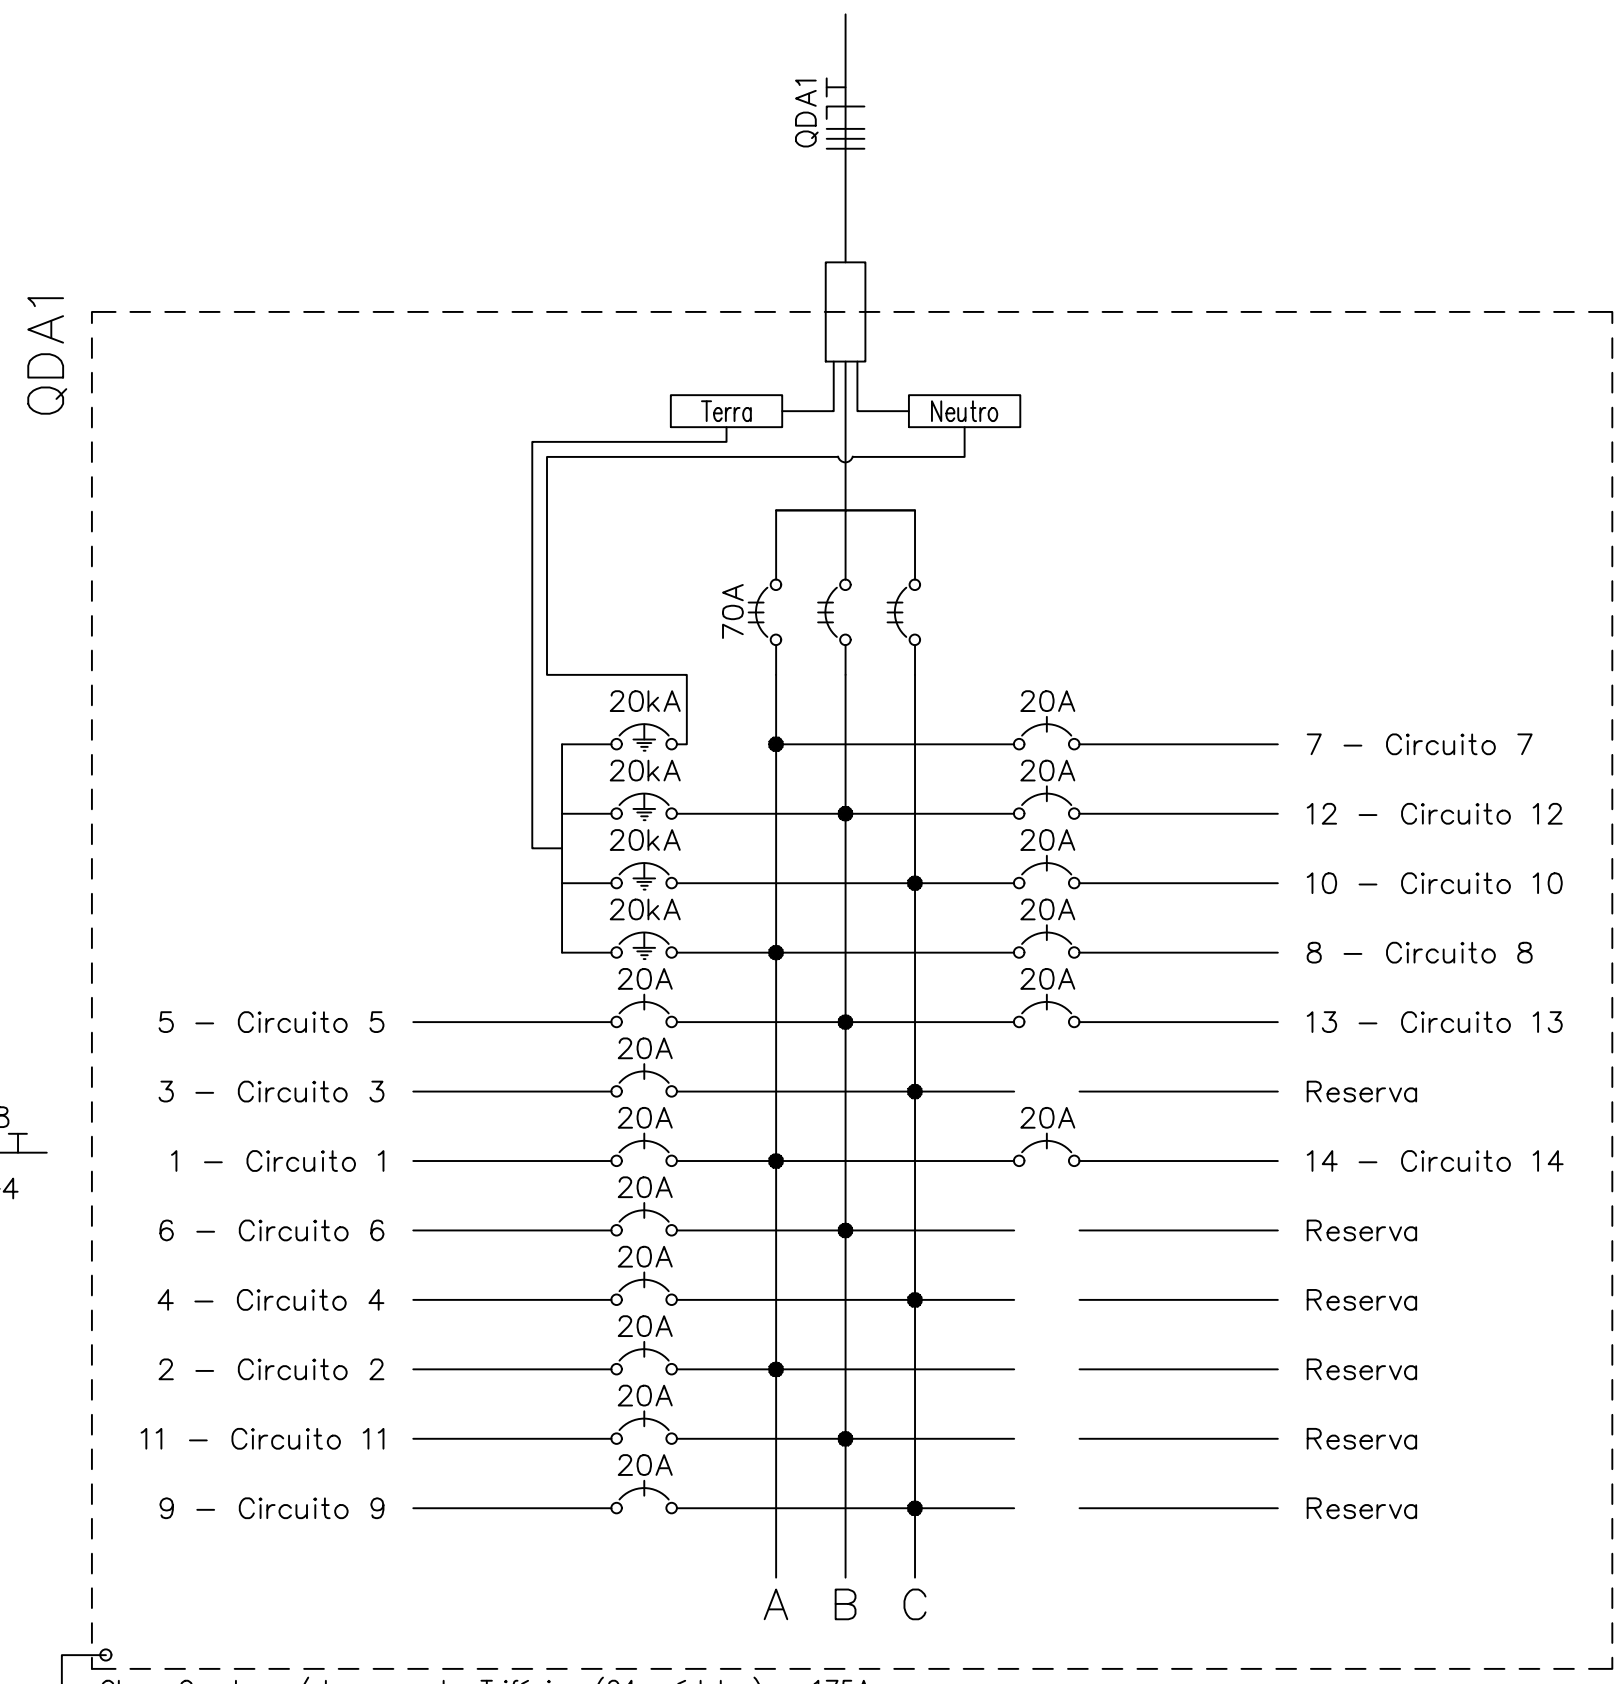 QDA1
QDA1
Terra
Neutro
70A
20kA
20A
7 – Circuito 7
20kA
20A
12 – Circuito 12
20kA
20A
10 – Circuito 10
20kA
20A
8 – Circuito 8
20A
20A
5 – Circuito 5
13 – Circuito 13
20A
3 – Circuito 3
Reserva
20A
20A
1 – Circuito 1
14 – Circuito 14
20A
6 – Circuito 6
Reserva
20A
4 – Circuito 4
Reserva
20A
2 – Circuito 2
Reserva
20A
11 – Circuito 11
Reserva
20A
9 – Circuito 9
Reserva
A B C
4